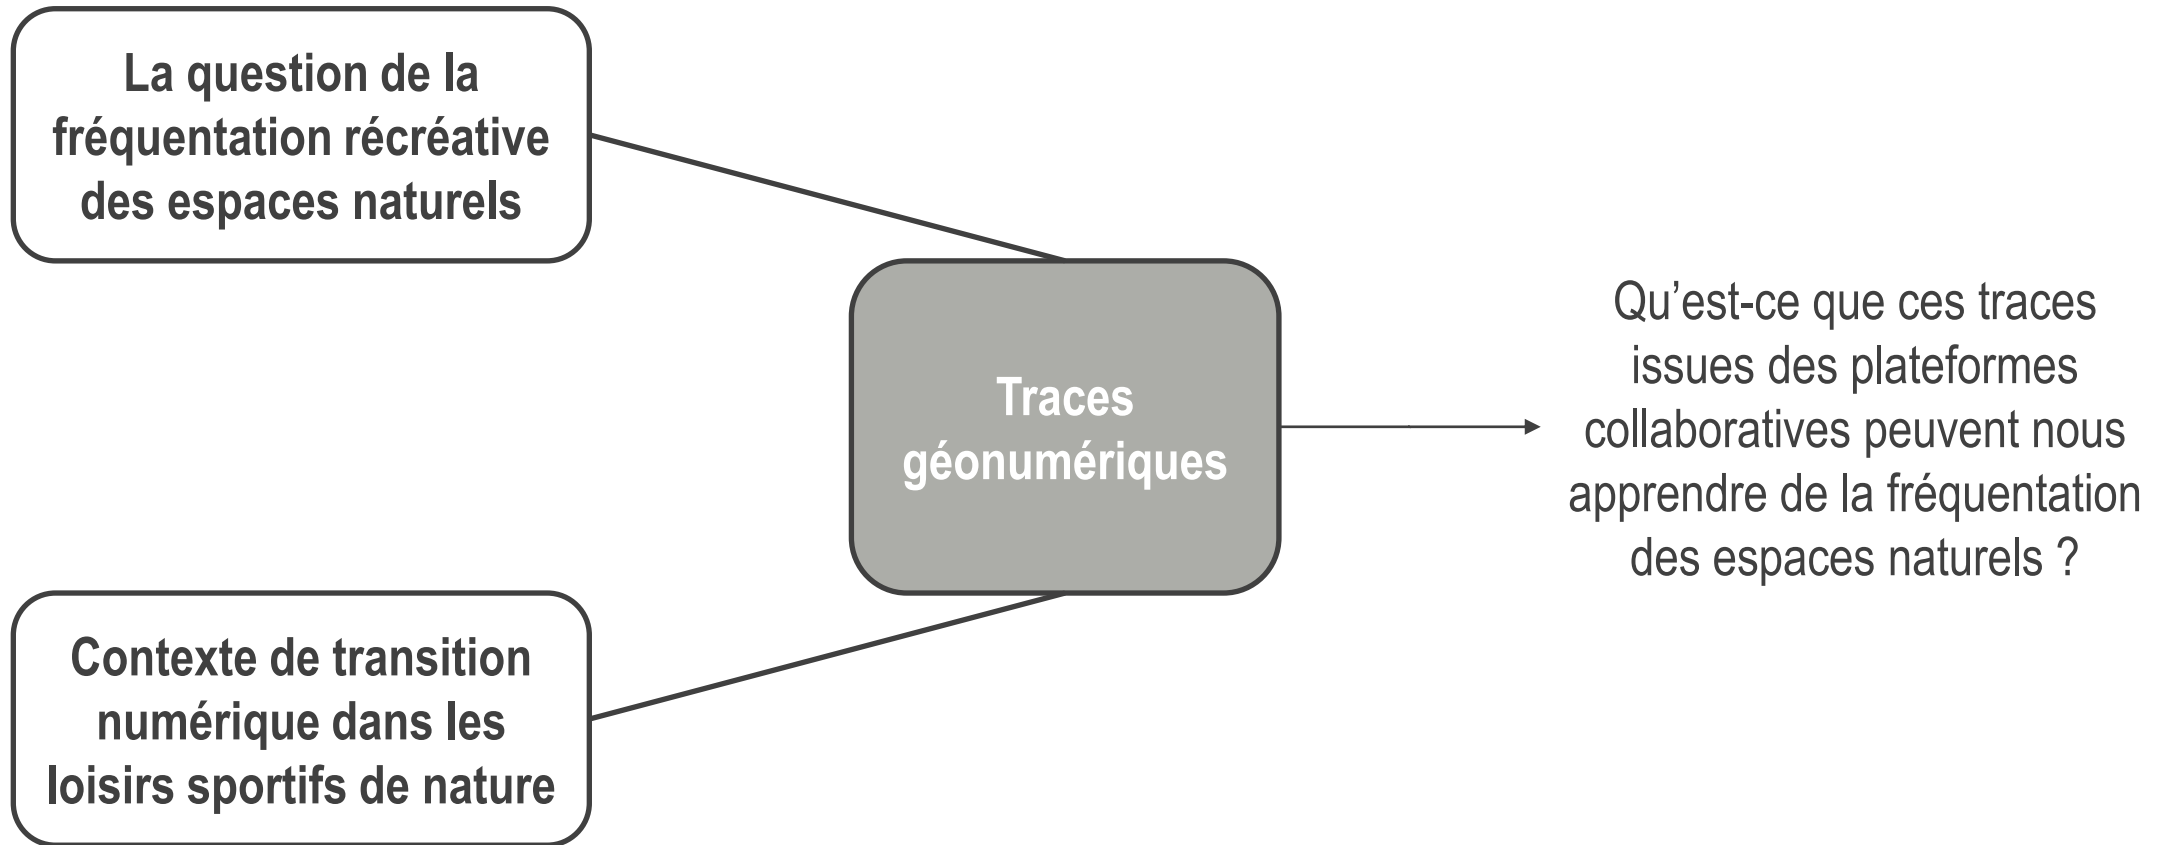 La question de la
fréquentation récréative
des espaces naturels
Traces
géonumériques
Qu’est-ce que ces traces
issues des plateformes
collaboratives peuvent nous
apprendre de la fréquentation
des espaces naturels ?
Contexte de transition
numérique dans les
loisirs sportifs de nature